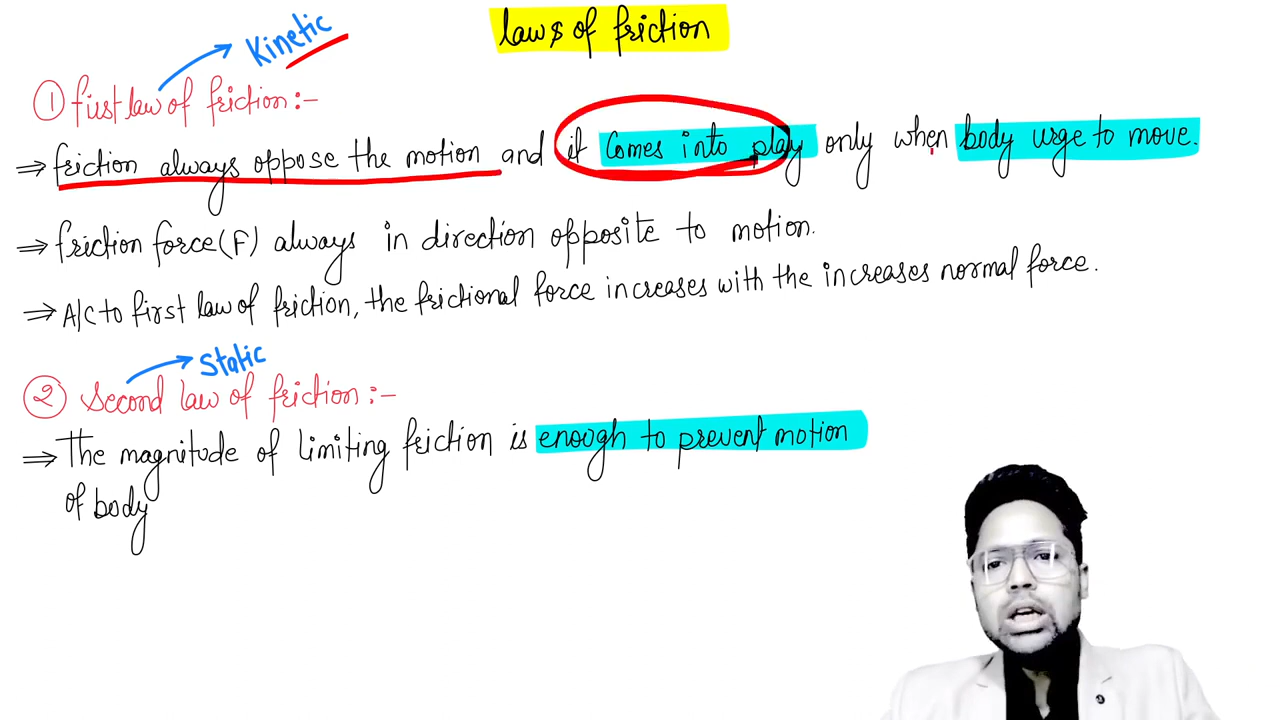 laws of friction
Kinetic
① first law of friction:-
⇒ friction always oppose the motion and it comes into play only when body urge to move.
⇒ friction force(F) always in direction opposite to motion.
⇒ A/c to first law of friction, the frictional force increases with the increases normal force.
Static
② Second law of friction:-
⇒ The magnitude of limiting friction is enough to prevent motion
of body